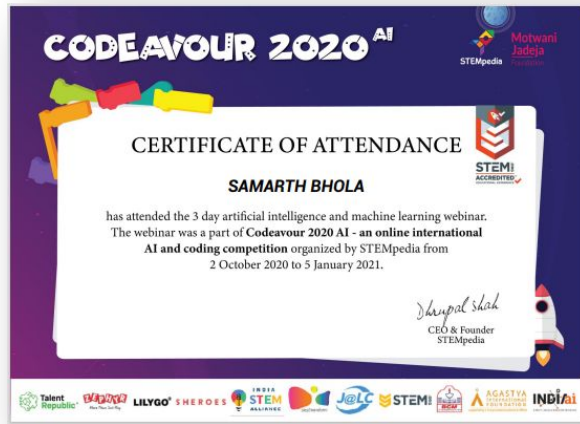 CODEAVOUR 2020 AI
STEMpedia
Motwani
Jadeja
Foundation
CERTIFICATE OF ATTENDANCE
STEM
ACCREDITED
SAMARTH BHOLA
has attended the 3 day artificial intelligence and machine learning webinar.
The webinar was a part of Codeavour 2020 AI - an online international
AI and coding competition organized by STEMpedia from
2 October 2020 to 5 January 2021.
Dhrupal Shah
CEO & Founder
STEMpedia
Talent
Republic
ZEPHYR
LILYGO
SHEROES
INDIA
STEM
ALLIANCE
J@LC
STEM
AGASTYA
INTERNATIONAL
FOUNDATION
INDIAai